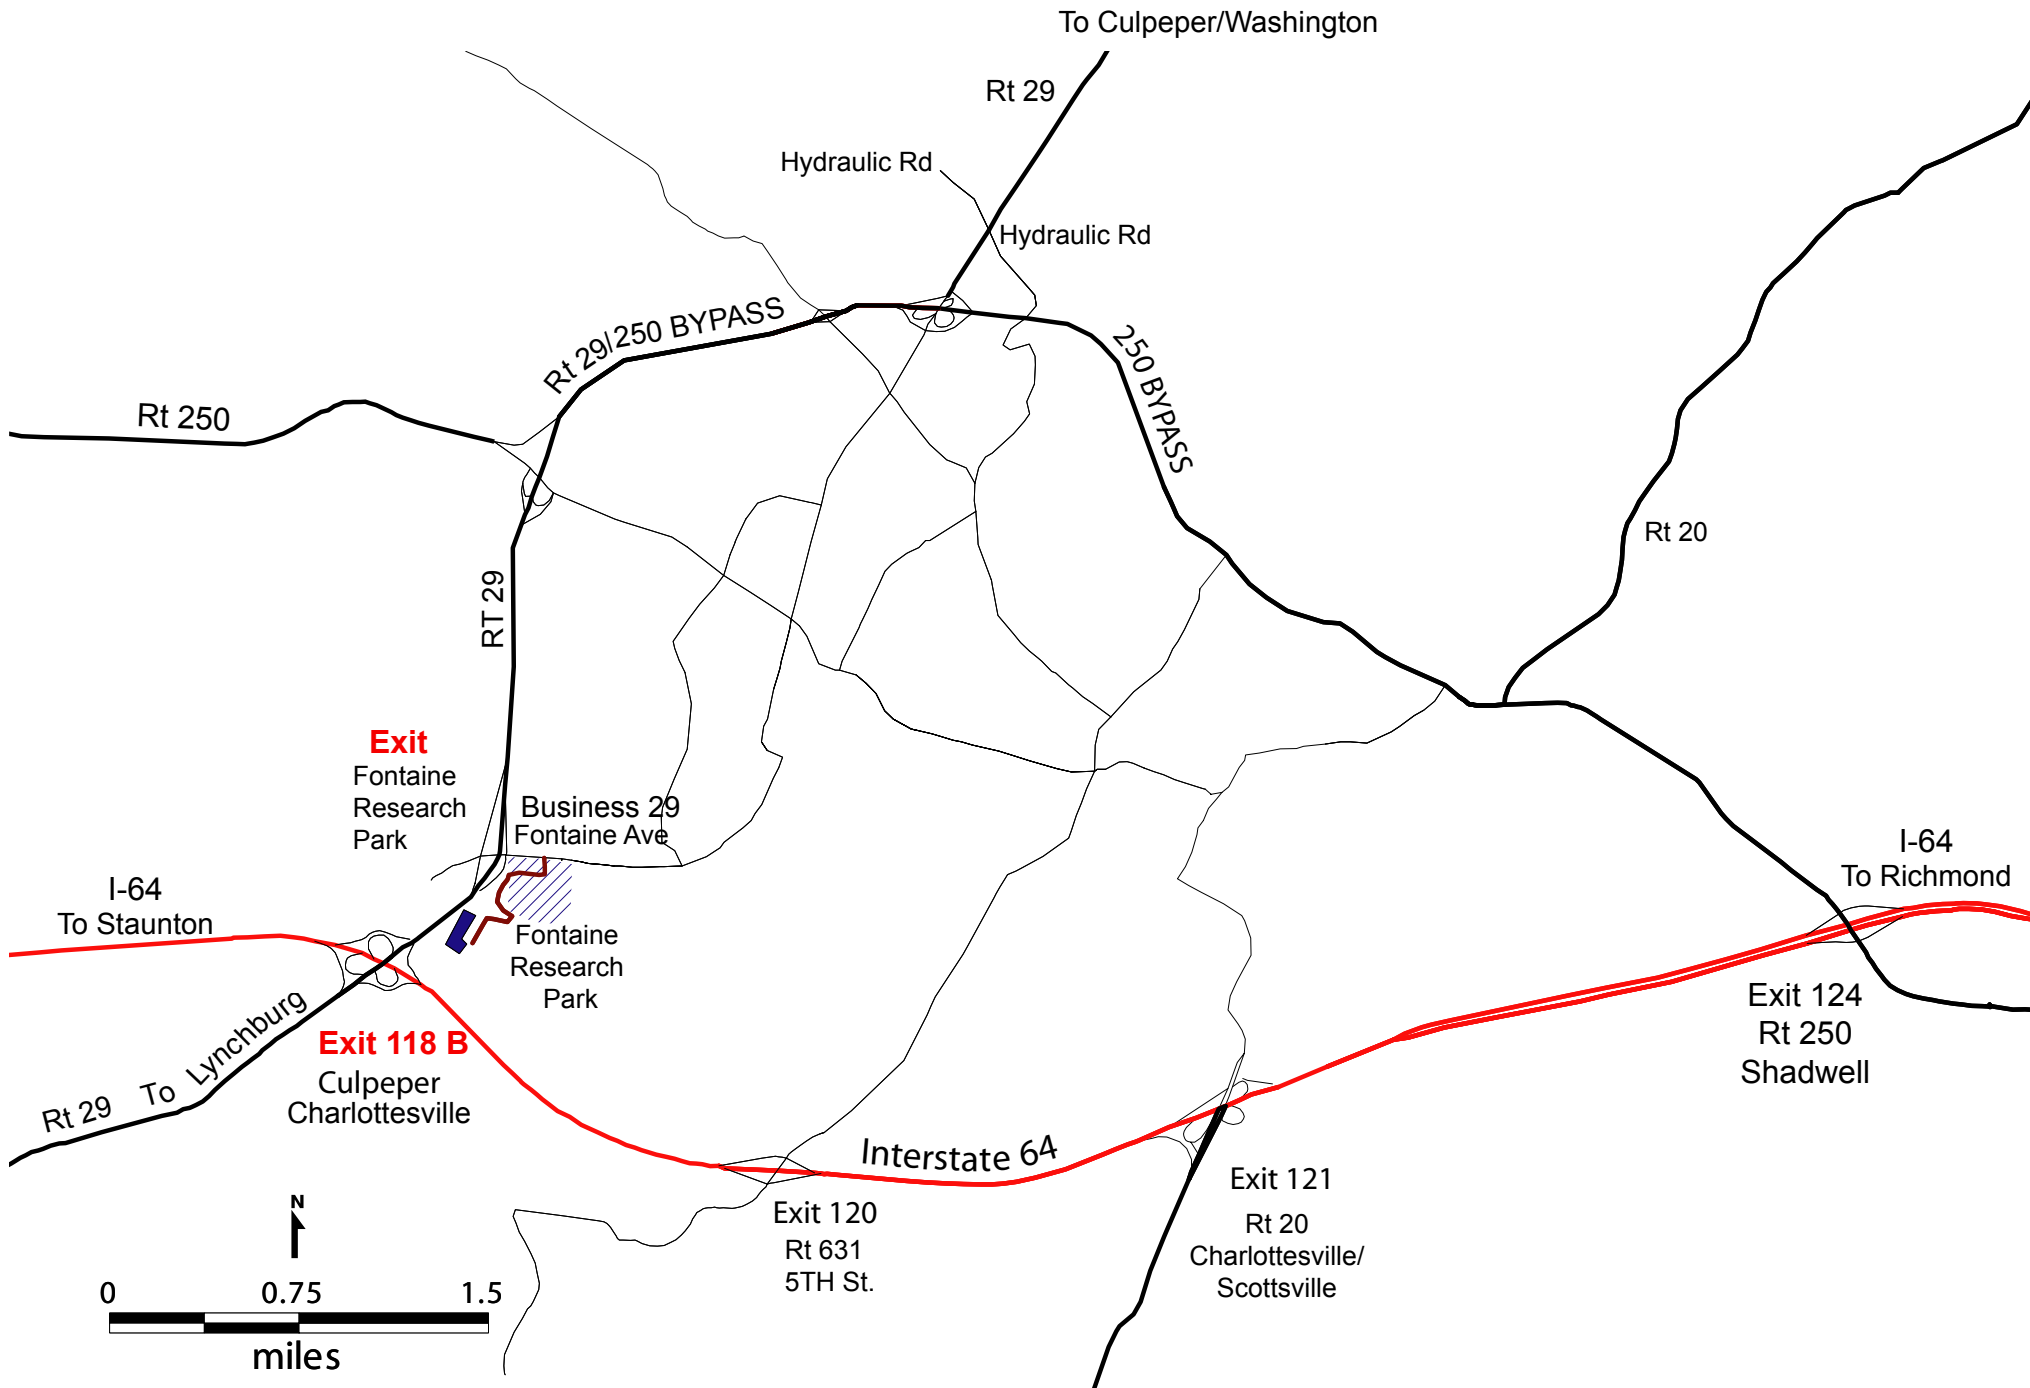 To Culpeper/Washington
Rt 29
Hydraulic Rd
Hydraulic Rd
Rt 29/250 BYPASS
250 BYPASS
Rt 250
Rt 20
RT 29
Exit
Fontaine
Research
Park
Business 29
Fontaine Ave
I-64
To Staunton
I-64
To Richmond
Fontaine
Research
Park
Exit 124
Rt 250
Shadwell
Rt 29 To Lynchburg
Exit 118 B
Culpeper
Charlottesville
Interstate 64
Exit 120
Rt 631
5TH St.
Exit 121
Rt 20
Charlottesville/
Scottsville
N
0 0.75 1.5
miles